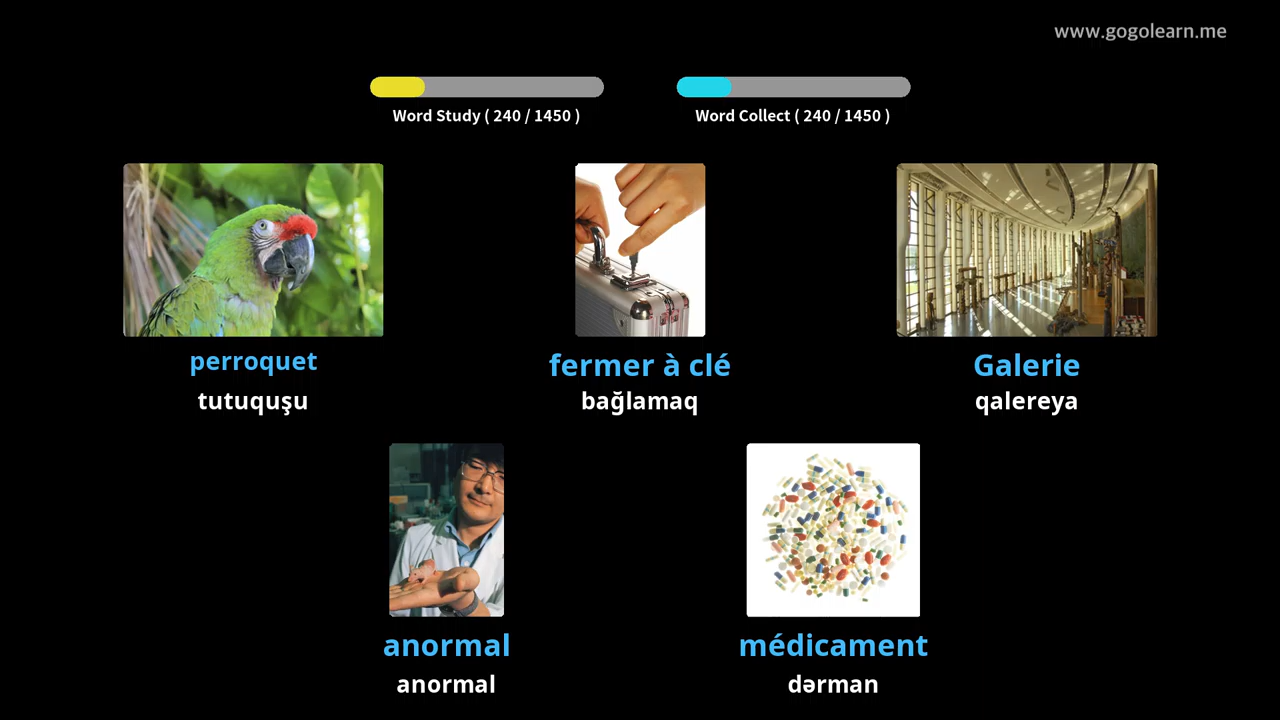 www.gogolearn.me
Word Study ( 240 / 1450 )
Word Collect ( 240 / 1450 )
perroquet
tutuquşu
fermer à clé
bağlamaq
Galerie
qalereya
anormal
anormal
médicament
dərman